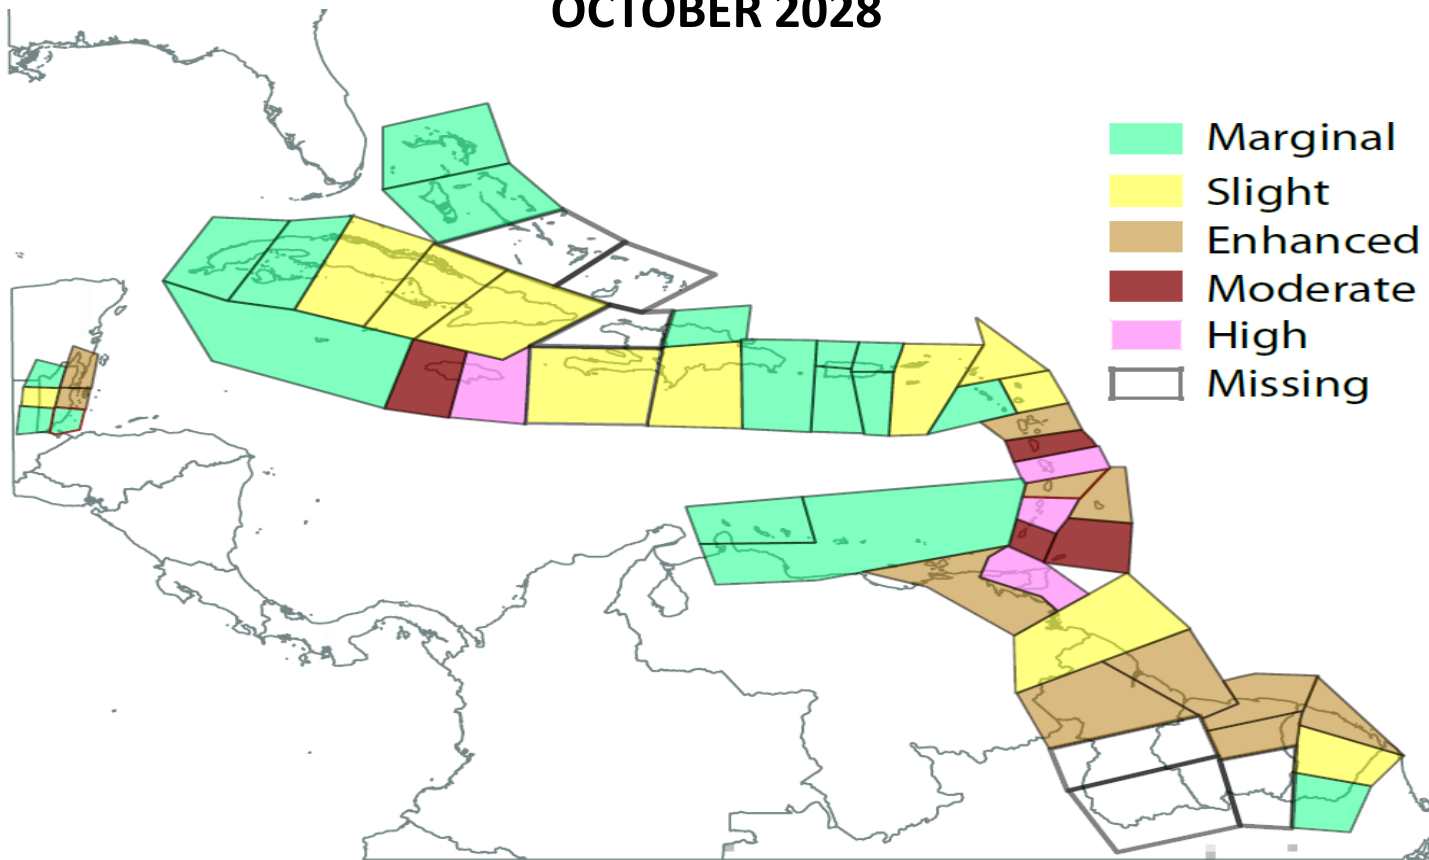 OCTOBER 2028
Marginal
Slight
Enhanced
Moderate
High
Missing